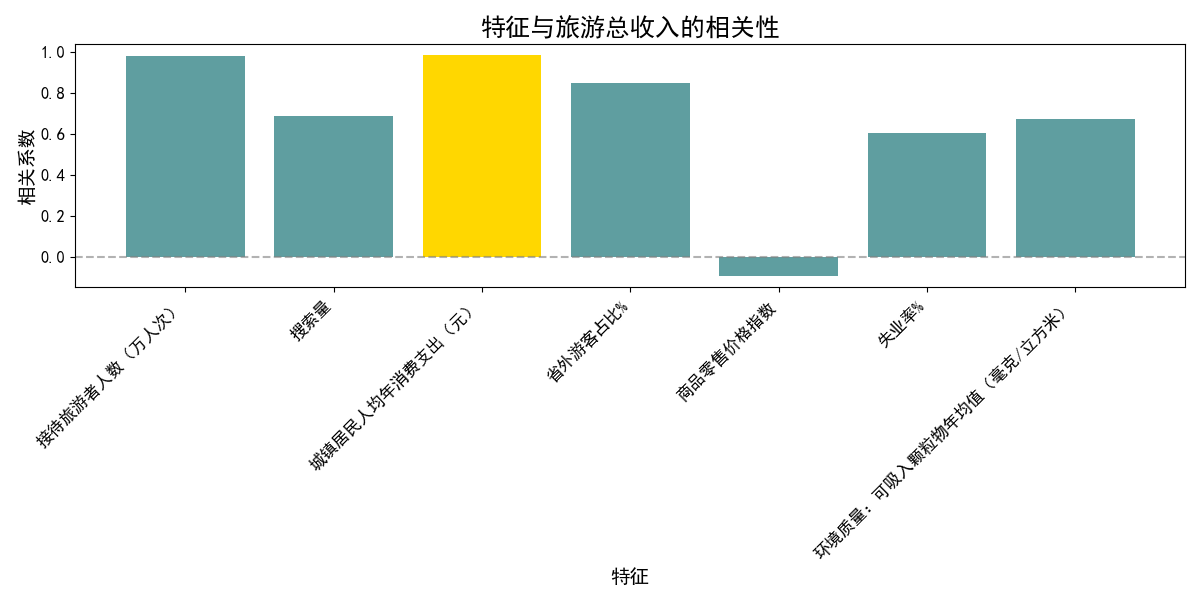 特征与旅游总收入的相关性
相关系数
1.0
0.8
0.6
0.4
0.2
0.0
接待旅游者人数（万人次）
搜索量
城镇居民人均年消费支出（元）
省外游客占比%
商品零售价格指数
失业率%
环境质量：可吸入颗粒物年均值（毫克/立方米）
特征